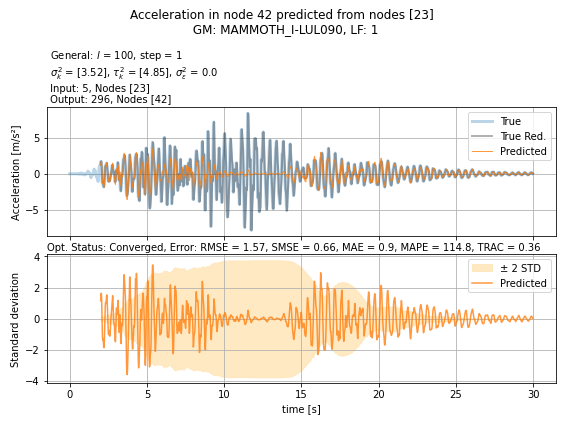 Acceleration in node 42 predicted from nodes [23]
GM: MAMMOTH_I-LUL090, LF: 1
General: l = 100, step = 1
σ²ₖ = [3.52], τ²ₖ = [4.85], σ²ₑ = 0.0
Input: 5, Nodes [23]
Output: 296, Nodes [42]
True
True Red.
Predicted
Acceleration [m/s²]
5
0
−5
Opt. Status: Converged, Error: RMSE = 1.57, SMSE = 0.66, MAE = 0.9, MAPE = 114.8, TRAC = 0.36
± 2 STD
Predicted
Standard deviation
4
2
0
−2
−4
0 5 10 15 20 25 30
time [s]